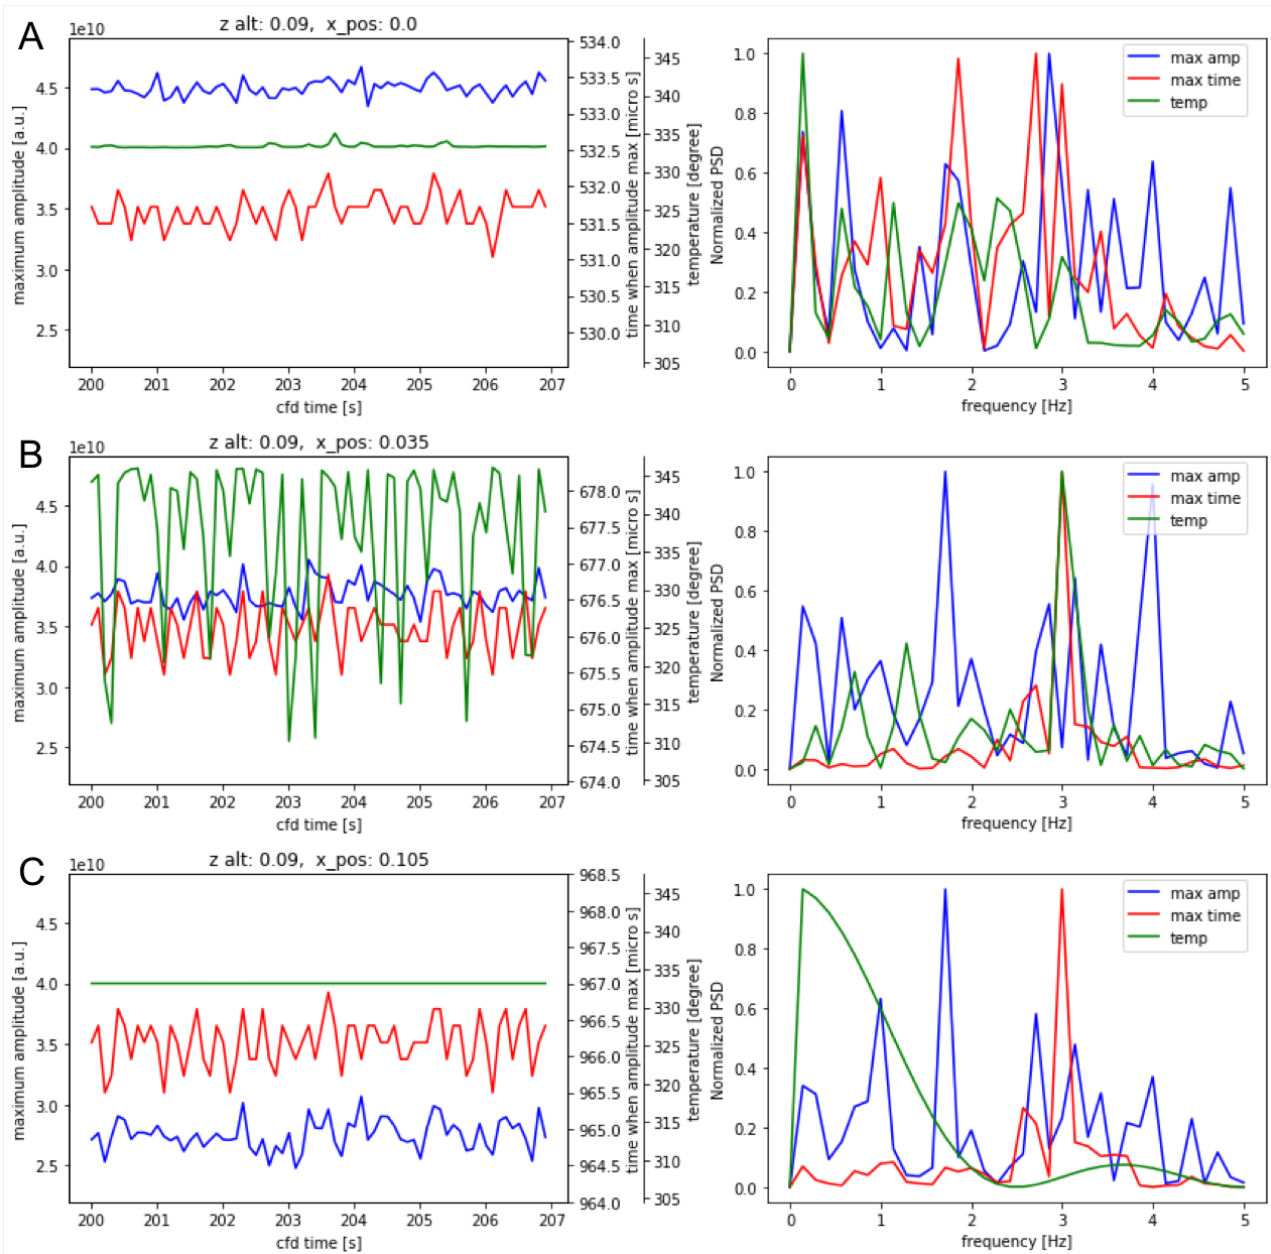 A
1e10
z alt: 0.09,  x_pos: 0.0
maximum amplitude [a.u.]
4.5
4.0
3.5
3.0
2.5
200 201 202 203 204 205 206 207
cfd time [s]
534.0
533.5
533.0
532.5
532.0
531.5
531.0
530.5
530.0
time when amplitude max [micro s]
345
340
335
330
325
320
315
310
305
temperature [degree]
Normalized PSD
1.0
0.8
0.6
0.4
0.2
0.0
0 1 2 3 4 5
frequency [Hz]
max amp
max time
temp
B
1e10
z alt: 0.09,  x_pos: 0.035
maximum amplitude [a.u.]
4.5
4.0
3.5
3.0
2.5
200 201 202 203 204 205 206 207
cfd time [s]
678.0
677.5
677.0
676.5
676.0
675.5
675.0
674.5
674.0
time when amplitude max [micro s]
345
340
335
330
325
320
315
310
305
temperature [degree]
Normalized PSD
1.0
0.8
0.6
0.4
0.2
0.0
0 1 2 3 4 5
frequency [Hz]
max amp
max time
temp
C
1e10
z alt: 0.09,  x_pos: 0.105
maximum amplitude [a.u.]
4.5
4.0
3.5
3.0
2.5
200 201 202 203 204 205 206 207
cfd time [s]
968.5
968.0
967.5
967.0
966.5
966.0
965.5
965.0
964.5
964.0
time when amplitude max [micro s]
345
340
335
330
325
320
315
310
305
temperature [degree]
Normalized PSD
1.0
0.8
0.6
0.4
0.2
0.0
0 1 2 3 4 5
frequency [Hz]
max amp
max time
temp